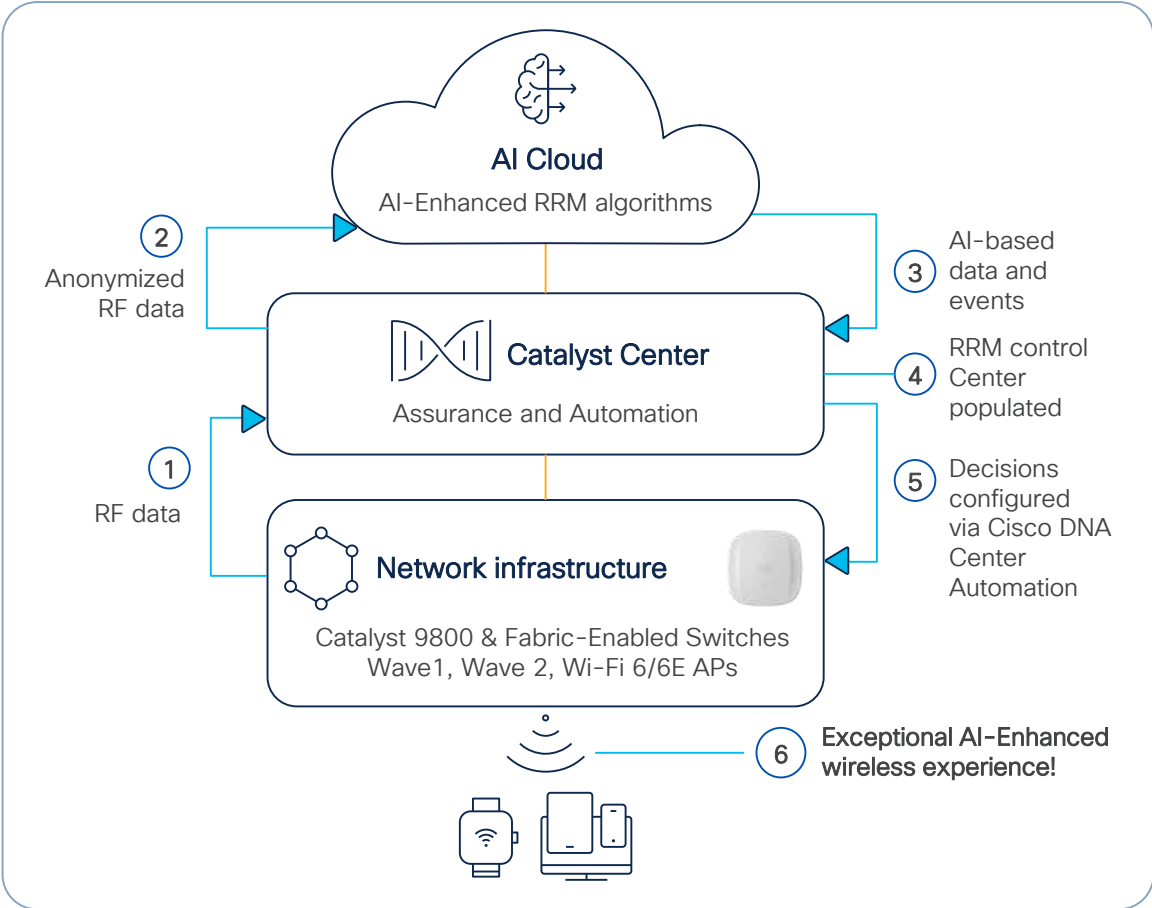 AI Cloud
AI-Enhanced RRM algorithms
2
Anonymized
RF data
3
AI-based
data and
events
Catalyst Center
Assurance and Automation
4
RRM control
Center
populated
1
RF data
5
Decisions
configured
via Cisco DNA
Center
Automation
Network infrastructure
Catalyst 9800 & Fabric-Enabled Switches
Wave1, Wave 2, Wi-Fi 6/6E APs
6
Exceptional AI-Enhanced
wireless experience!